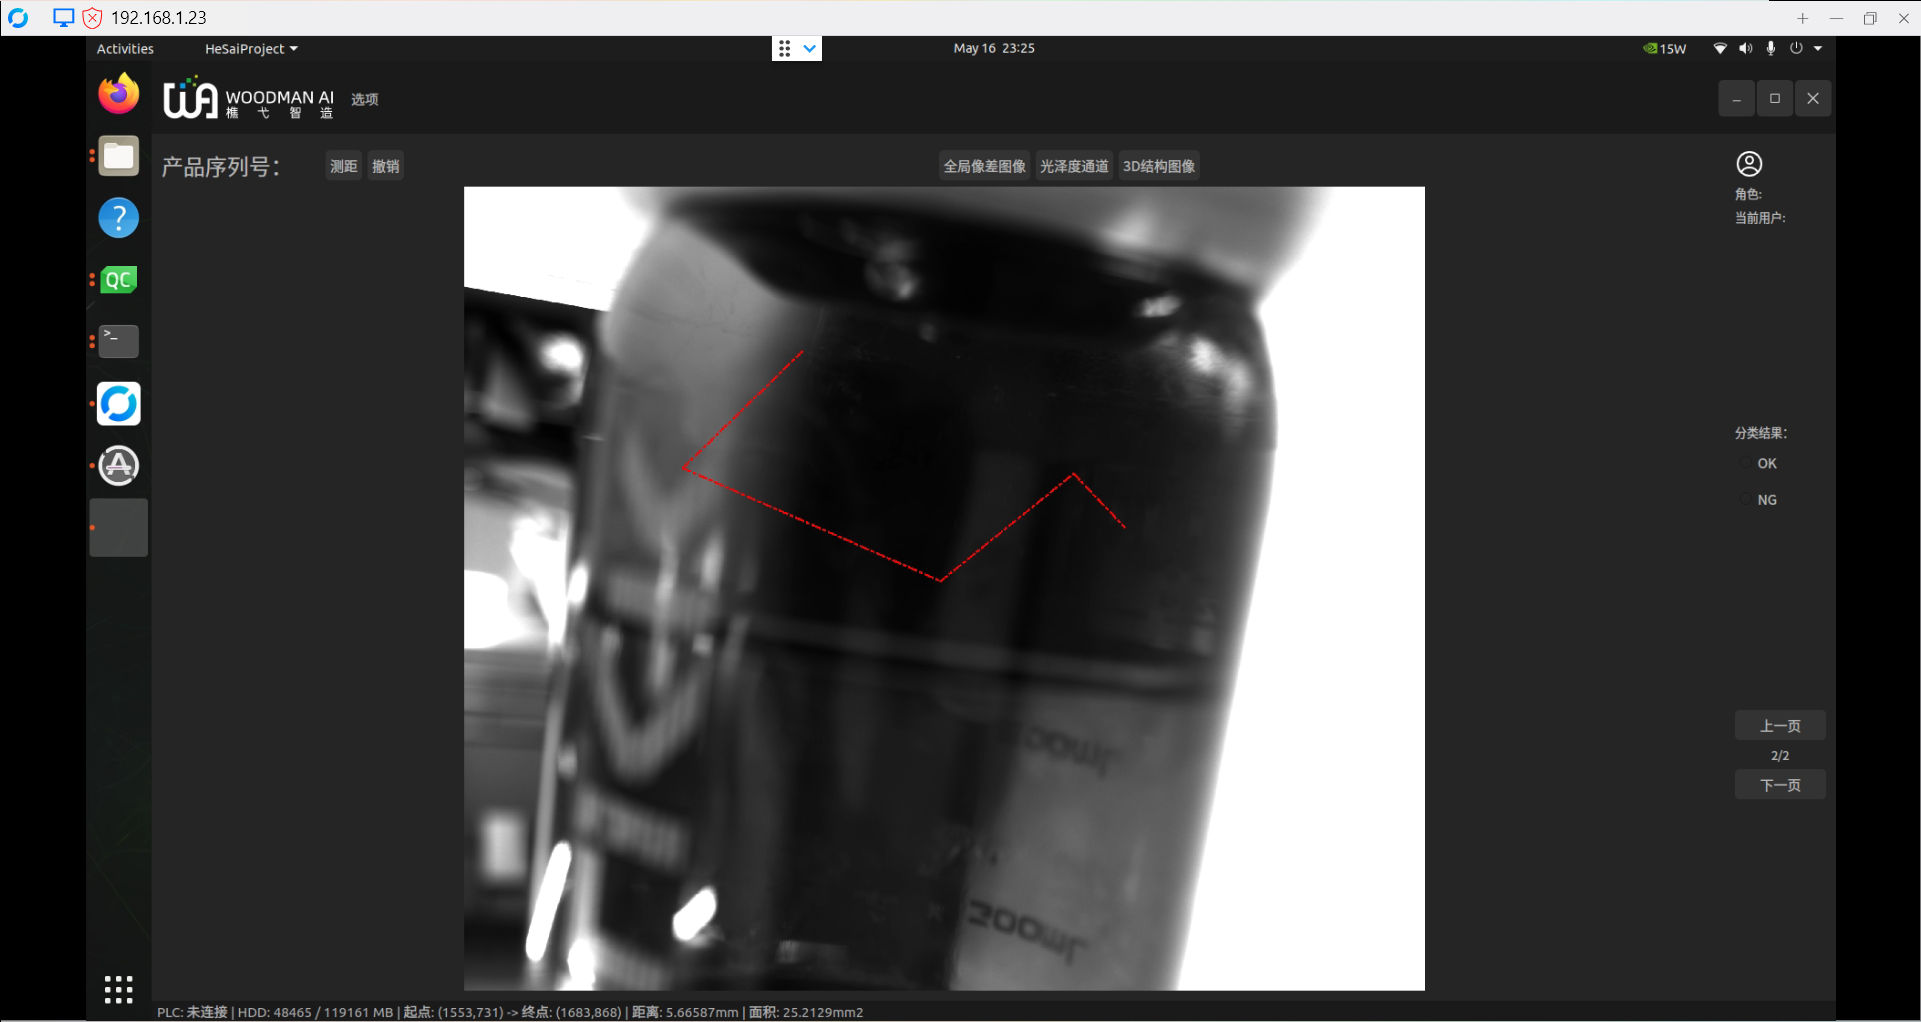 192.168.1.23
Activities
HeSaiProject
May 16 23:25
15W
WOODMAN AI
樵 弋 智 造
选项
产品序列号：
测距
撤销
全局像差图像
光泽度通道
3D结构图像
角色:
当前用户:
QC
分类结果：
OK
NG
上一页
2/2
下一页
300mL
300mL
PLC: 未连接 | HDD: 48465 / 119161 MB | 起点: (1553,731) -> 终点: (1683,868) | 距离: 5.66587mm | 面积: 25.2129mm2